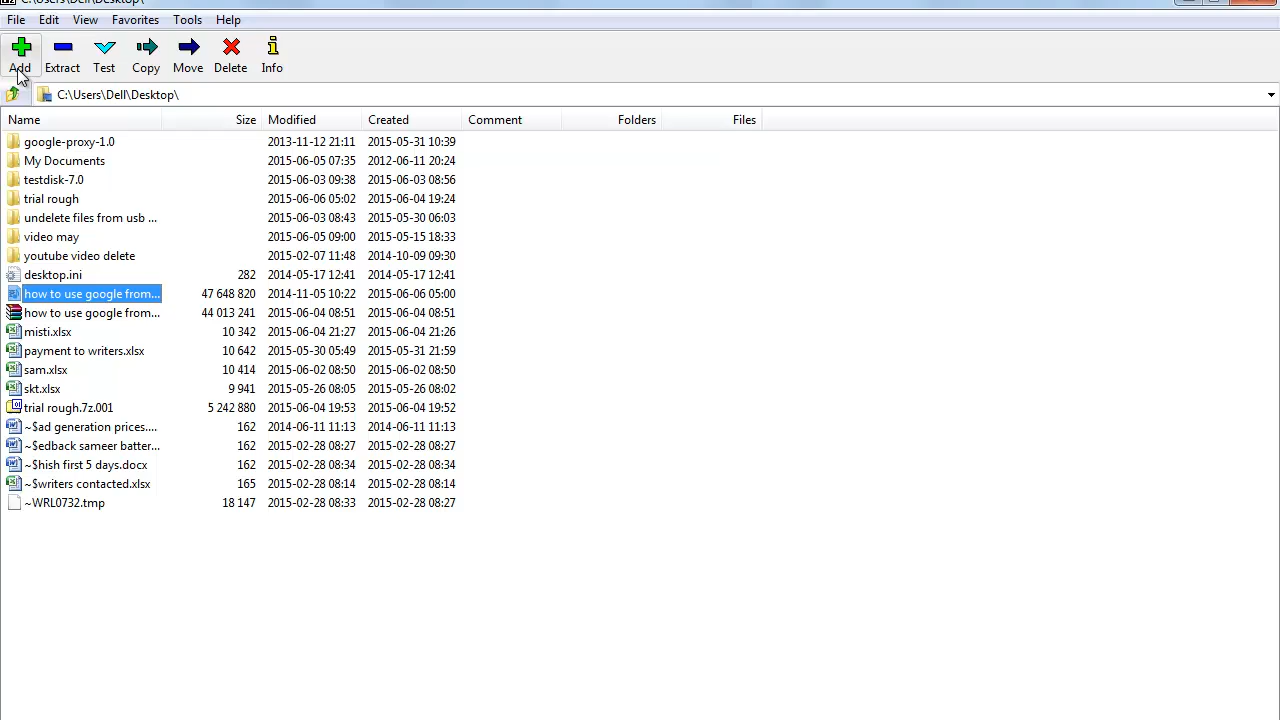 C:\Users\Dell\Desktop\
File Edit View Favorites Tools Help
Add Extract Test Copy Move Delete Info
C:\Users\Dell\Desktop\
Name Size Modified Created Comment Folders Files
google-proxy-1.0 2013-11-12 21:11 2015-05-31 10:39
My Documents 2015-06-05 07:35 2012-06-11 20:24
testdisk-7.0 2015-06-03 09:38 2015-06-03 08:56
trial rough 2015-06-06 05:02 2015-06-04 19:24
undelete files from usb ... 2015-06-03 08:43 2015-05-30 06:03
video may 2015-06-05 09:00 2015-05-15 18:33
youtube video delete 2015-02-07 11:48 2014-10-09 09:30
desktop.ini 282 2014-05-17 12:41 2014-05-17 12:41
how to use google from... 47 648 820 2014-11-05 10:22 2015-06-06 05:00
how to use google from... 44 013 241 2015-06-04 08:51 2015-06-04 08:51
misti.xlsx 10 342 2015-06-04 21:27 2015-06-04 21:26
payment to writers.xlsx 10 642 2015-05-30 05:49 2015-05-31 21:59
sam.xlsx 10 414 2015-06-02 08:50 2015-06-02 08:50
skt.xlsx 9 941 2015-05-26 08:05 2015-05-26 08:02
trial rough.7z.001 5 242 880 2015-06-04 19:53 2015-06-04 19:52
~$ad generation prices.... 162 2014-06-11 11:13 2014-06-11 11:13
~$edback sameer batter... 162 2015-02-28 08:27 2015-02-28 08:27
~$hish first 5 days.docx 162 2015-02-28 08:34 2015-02-28 08:34
~$writers contacted.xlsx 165 2015-02-28 08:14 2015-02-28 08:14
~WRL0732.tmp 18 147 2015-02-28 08:33 2015-02-28 08:27